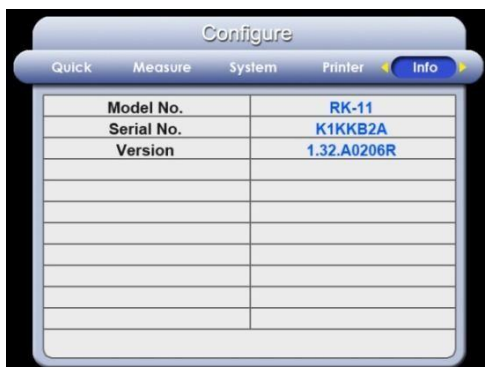 Configure
Quick Measure System Printer Info
Model No. RK-11
Serial No. K1KKB2A
Version 1.32.A0206R